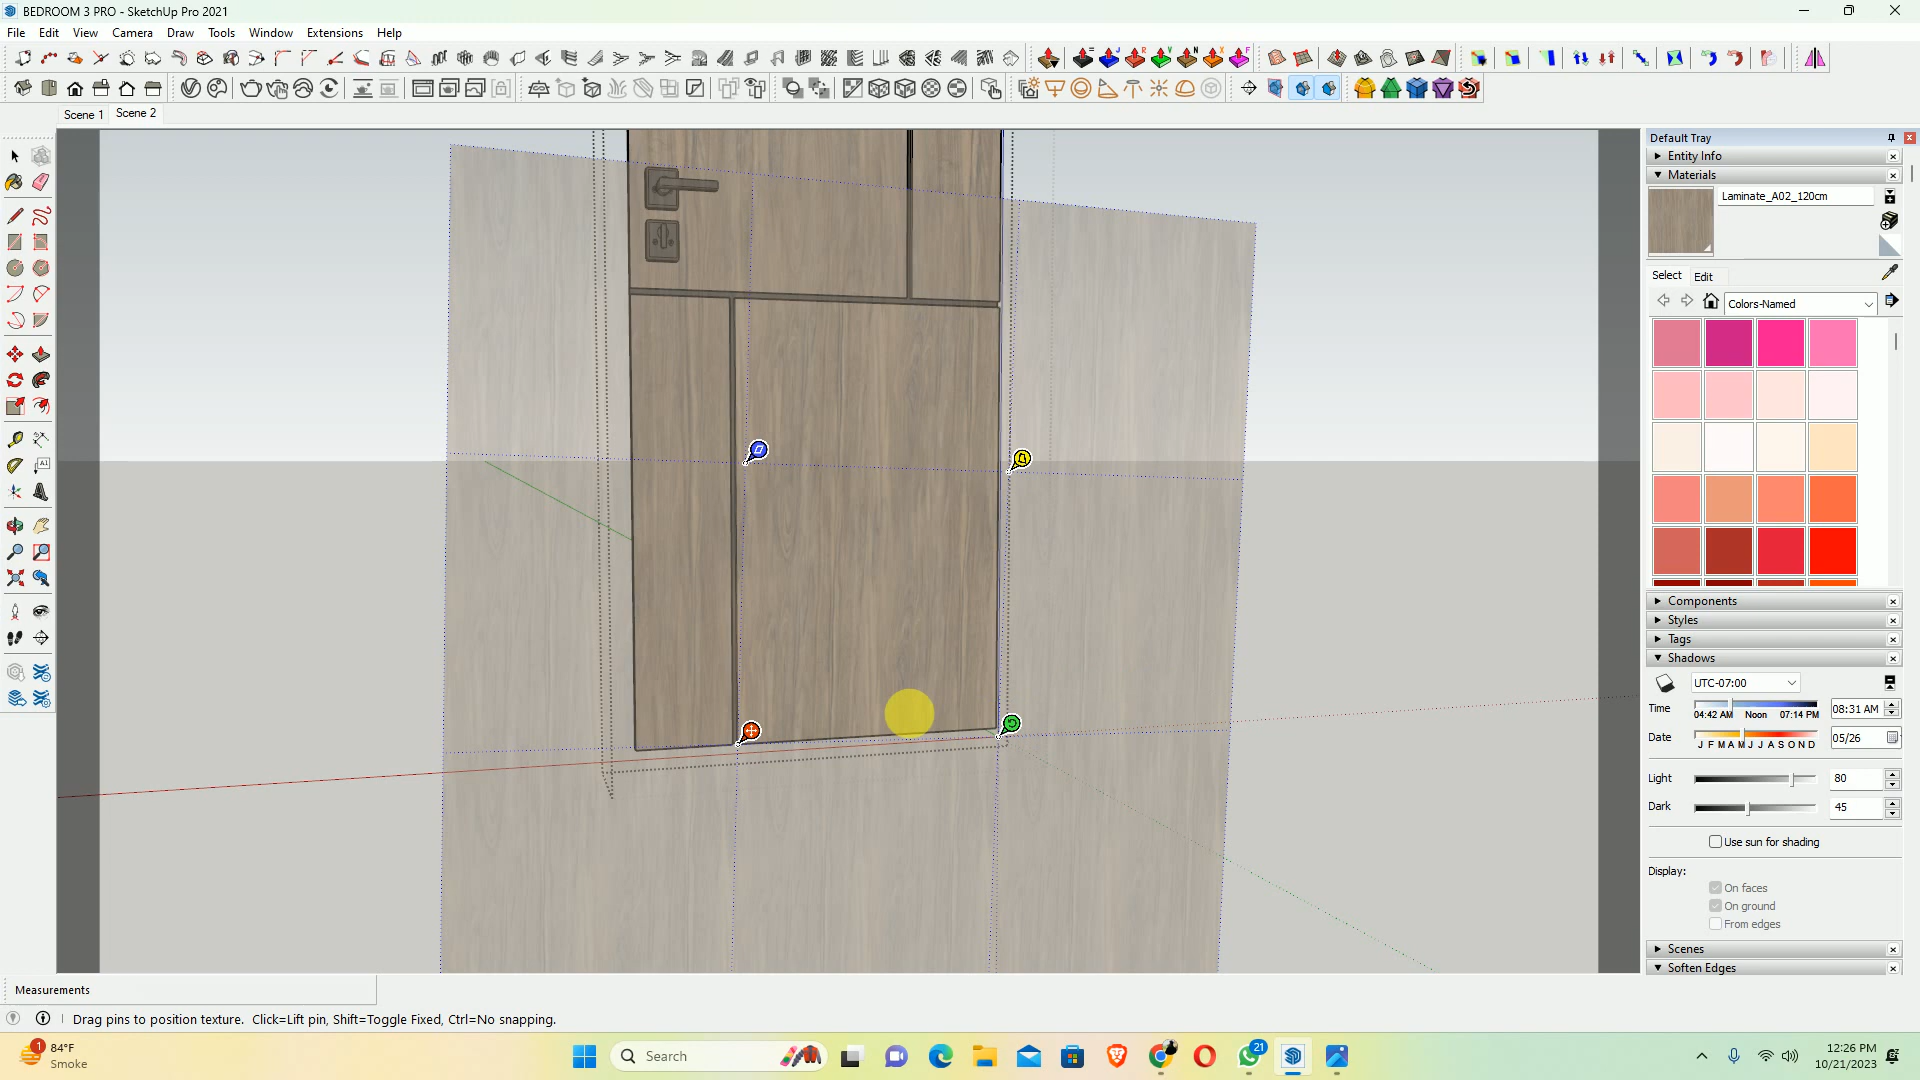 BEDROOM 3 PRO - SketchUp Pro 2021
File Edit View Camera Draw Tools Window Extensions Help
Scene 1 Scene 2
Default Tray
Entity Info
Materials
Laminate_A02_120cm
Select Edit
Colors-Named
Components
Styles
Tags
Shadows
UTC-07:00
Time 04:42 AM Noon 07:14 PM 08:31 AM
Date J F M A M J J A S O N D 05/26
Light 80
Dark 45
Use sun for shading
Display:
On faces
On ground
From edges
Scenes
Soften Edges
Measurements
Drag pins to position texture. Click=Lift pin, Shift=Toggle Fixed, Ctrl=No snapping.
1 84°F
Smoke
Search
21
12:26 PM
10/21/2023